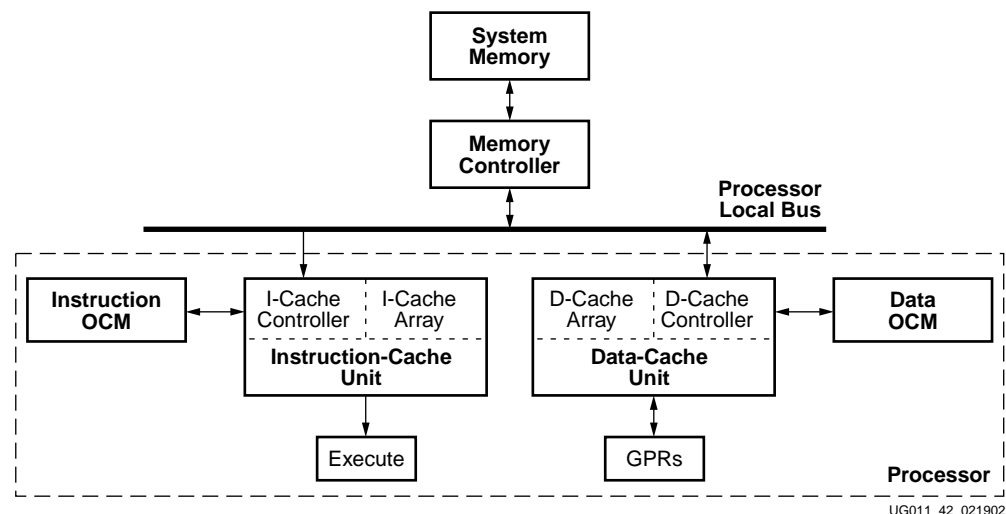 System
Memory
Memory
Controller
Processor
Local Bus
Instruction
OCM
I-Cache
Controller
I-Cache
Array
Instruction-Cache
Unit
D-Cache
Array
D-Cache
Controller
Data-Cache
Unit
Data
OCM
Execute
GPRs
Processor
UG011_42_021902